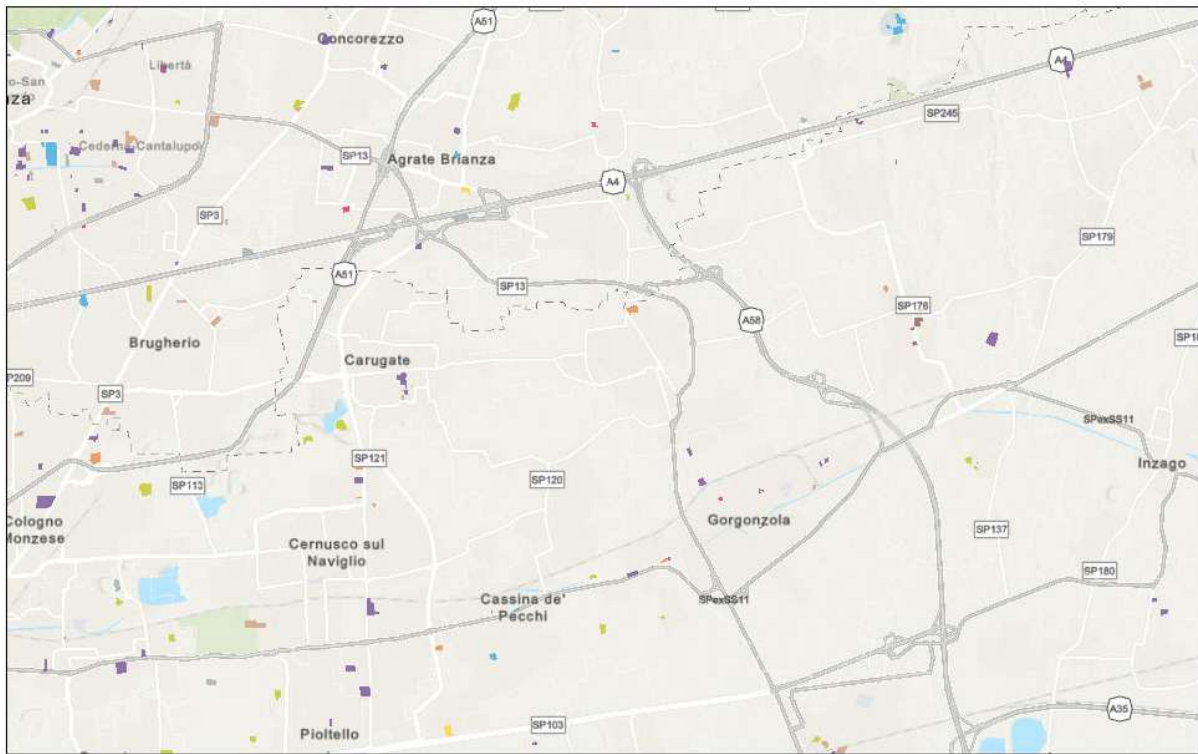 A51
Concorezzo
A4
Libertà
o-San
nza
SP245
Cederna-Cantalupo
SP13
Agrate Brianza
A4
SP3
SP179
A51
SP13
SP176
A58
Brugherio
SP18
Carugate
SP209
SP3
SPexSS11
SP121
Inzago
SP113
SP120
Cologno
Monzese
Gorgonzola
SP137
Cernusco sul
Naviglio
SP180
Cassina de'
Pecchi
SPexSS11
A35
SP103
Pioltello